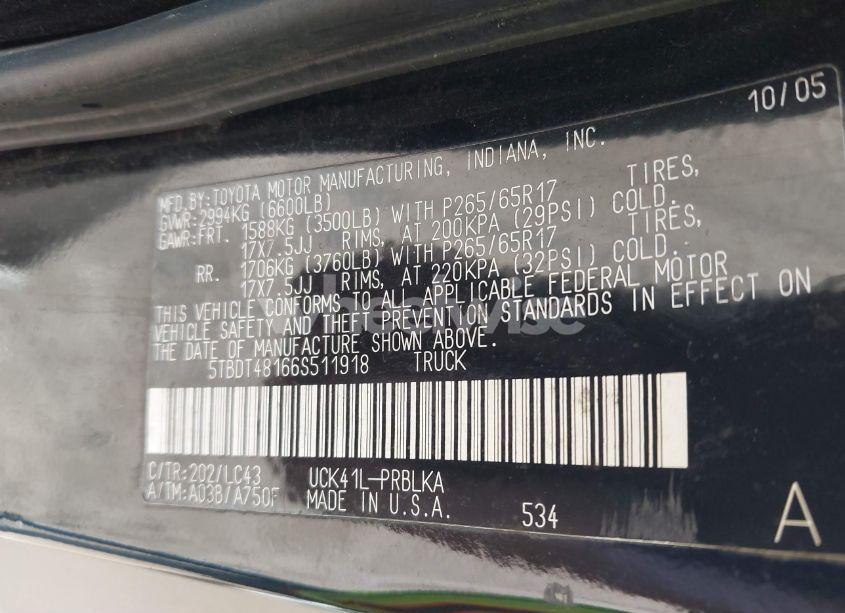 10/05
MFD.BY:TOYOTA MOTOR MANUFACTURING, INDIANA, INC.
GVWR:2994KG (6600LB)
GAWR:FRT. 1588KG (3500LB) WITH P265/65R17 TIRES,
17X7.5JJ RIMS, AT 200KPA (29PSI) COLD.
RR. 1706KG (3760LB) WITH P265/65R17 TIRES,
17X7.5JJ RIMS, AT 220KPA (32PSI) COLD.
THIS VEHICLE CONFORMS TO ALL APPLICABLE FEDERAL MOTOR
VEHICLE SAFETY AND THEFT PREVENTION STANDARDS IN EFFECT ON
THE DATE OF MANUFACTURE SHOWN ABOVE.
5TBDT48166S511918 TRUCK
C/TR:202/LC43 UCK41L-PRBLKA
A/TM:A03B/A750F MADE IN U.S.A.
534
A